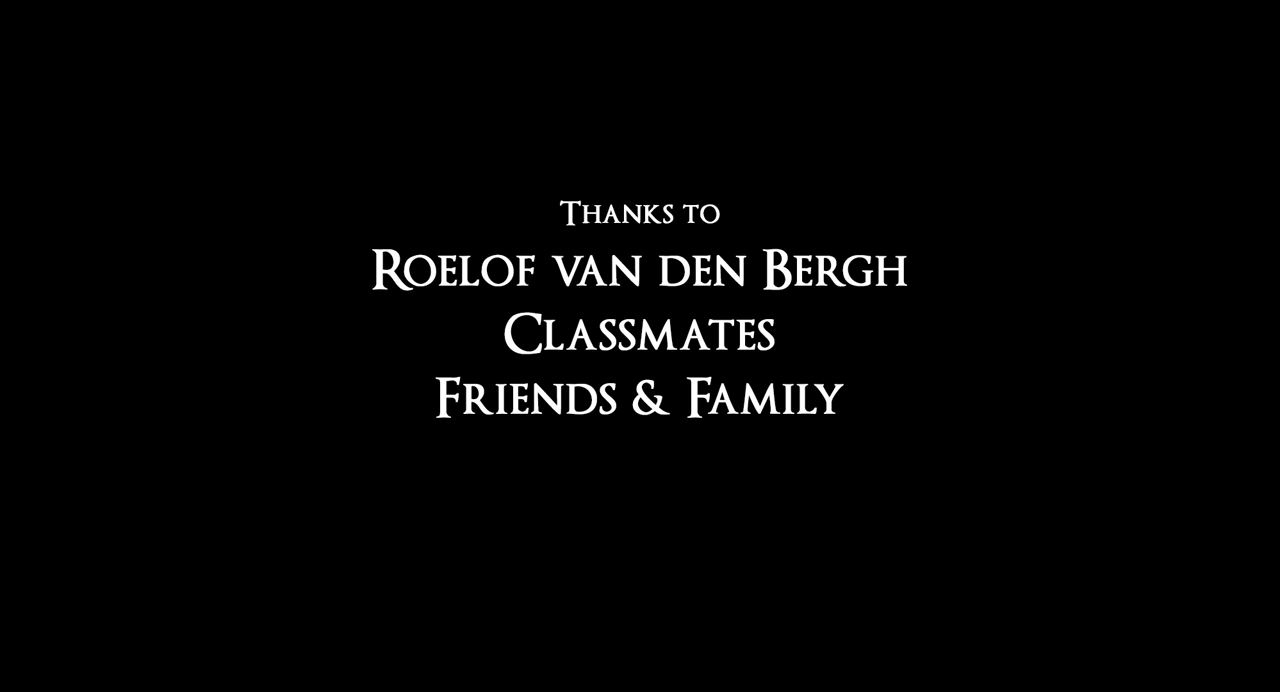 Thanks to
Roelof van den Bergh
Classmates
Friends & Family